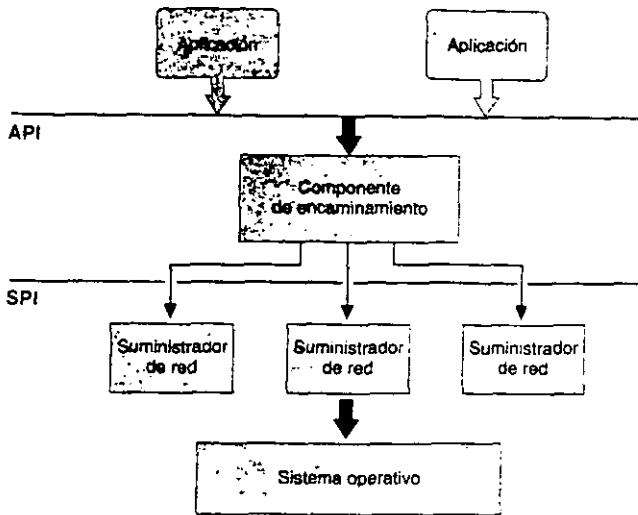 Aplicación
Aplicación
API
Componente
de encaminamiento
SPI
Suministrador
de red
Suministrador
de red
Suministrador
de red
Sistema operativo